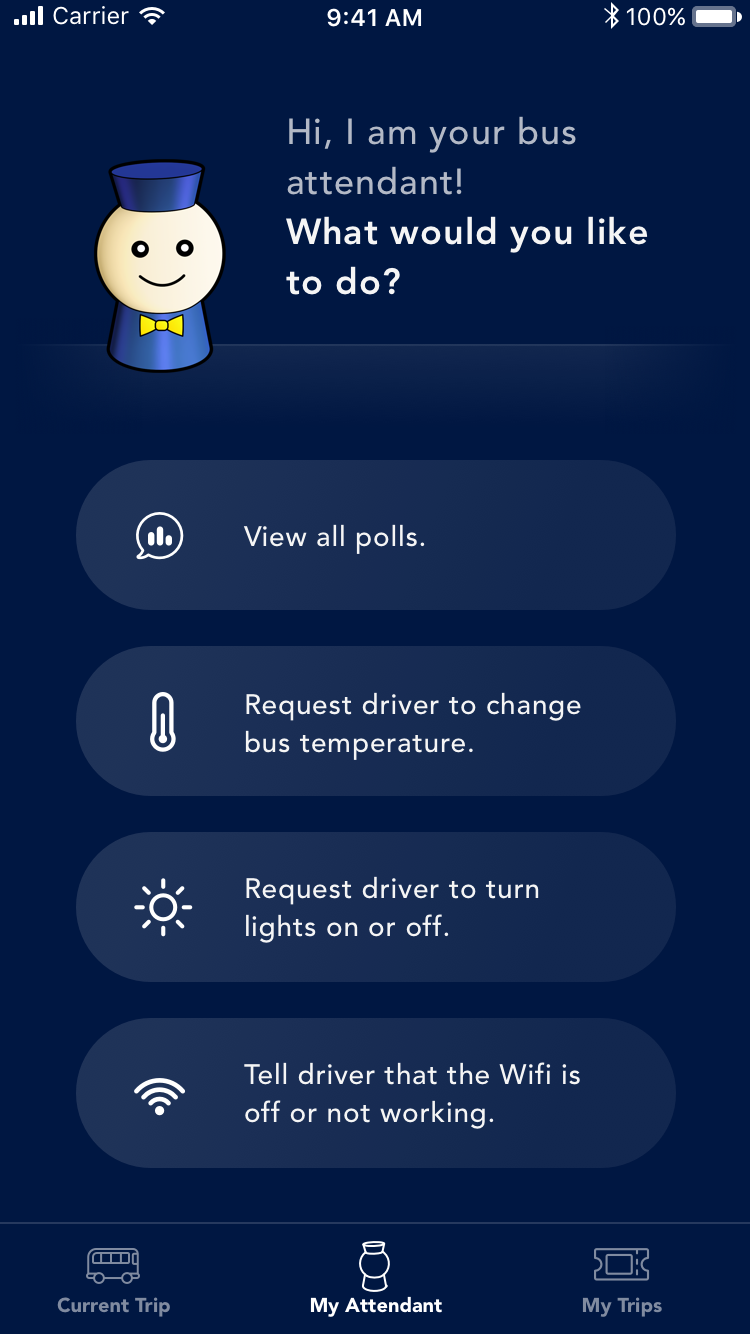 Carrier
9:41 AM
100%
Hi, I am your bus
attendant!
What would you like
to do?
View all polls.
Request driver to change
bus temperature.
Request driver to turn
lights on or off.
Tell driver that the Wifi is
off or not working.
Current Trip
My Attendant
My Trips